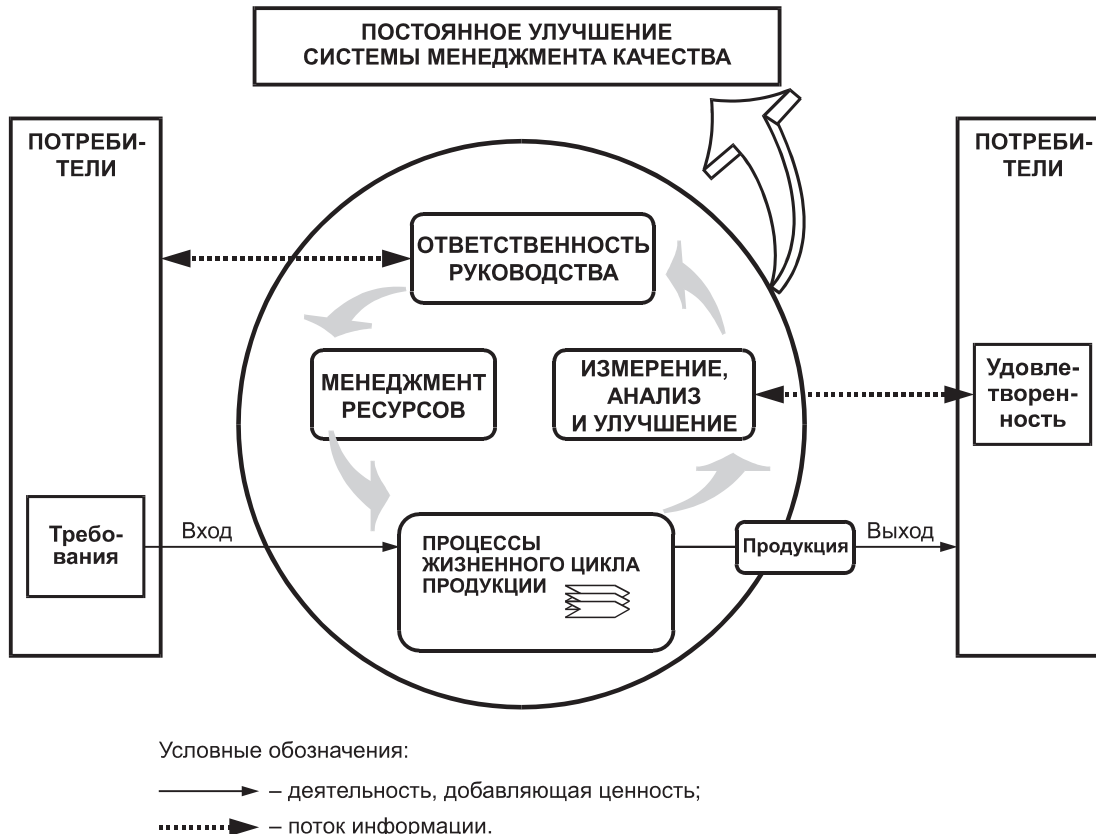 ПОСТОЯННОЕ УЛУЧШЕНИЕ
СИСТЕМЫ МЕНЕДЖМЕНТА КАЧЕСТВА
ПОТРЕБИ-
ТЕЛИ
ПОТРЕБИ-
ТЕЛИ
ОТВЕТСТВЕННОСТЬ
РУКОВОДСТВА
МЕНЕДЖМЕНТ
РЕСУРСОВ
ИЗМЕРЕНИЕ,
АНАЛИЗ
И УЛУЧШЕНИЕ
Удовле-
творен-
ность
Требо-
вания
Вход
ПРОЦЕССЫ
ЖИЗНЕННОГО ЦИКЛА
ПРОДУКЦИИ
Продукция
Выход
Условные обозначения:
– деятельность, добавляющая ценность;
– поток информации.